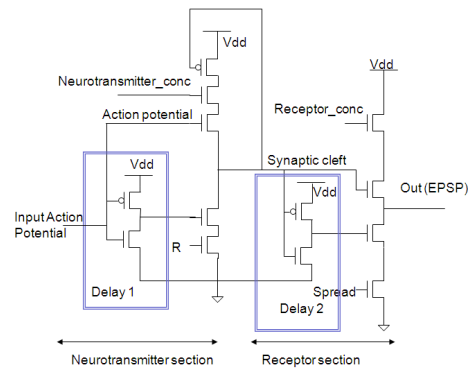 Vdd
Vdd
Neurotransmitter_conc
Receptor_conc
Action potential
Synaptic cleft
Vdd
Vdd
Out (EPSP)
Input Action
Potential
R
Delay 1
Spread
Delay 2
Neurotransmitter section
Receptor section